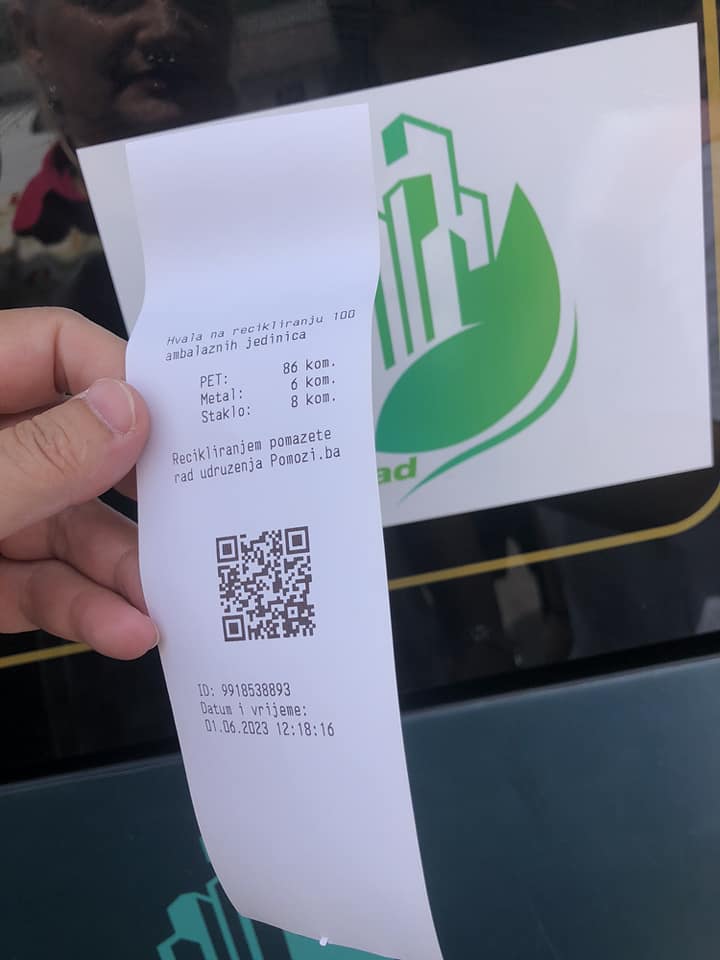 Hvala na recikliranju 100
ambalaznih jedinica
PET: 86 kom.
Metal: 6 kom.
Staklo: 8 kom.
Recikliranjem pomazete
rad udruzenja Pomozi.ba
ad
ID: 9918538893
Datum i vrijeme:
01.06.2023 12:18:16